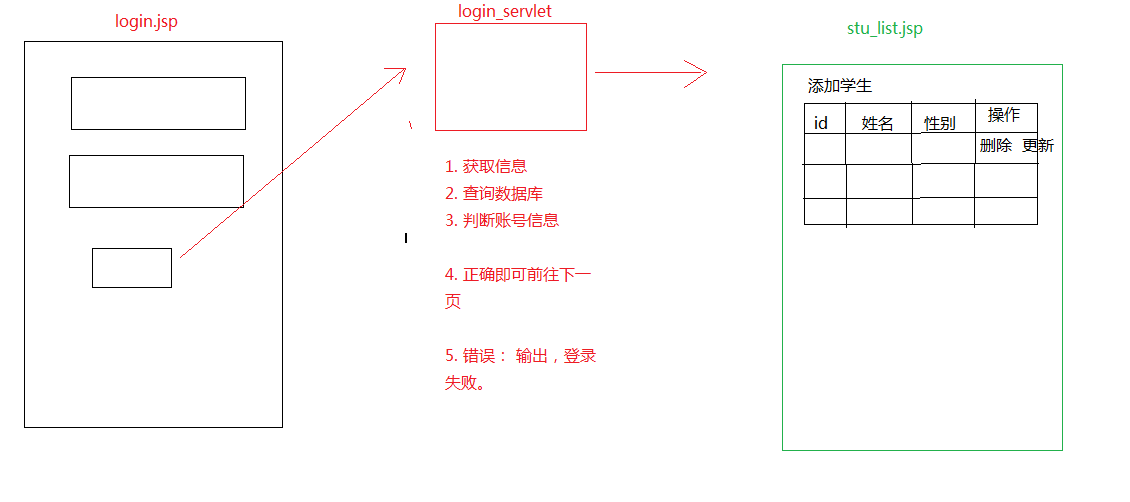 login.jsp
login_servlet
1. 获取信息
2. 查询数据库
3. 判断账号信息
4. 正确即可前往下一
页
5. 错误： 输出，登录
失败。
stu_list.jsp
添加学生
id 姓名 性别 操作
删除 更新